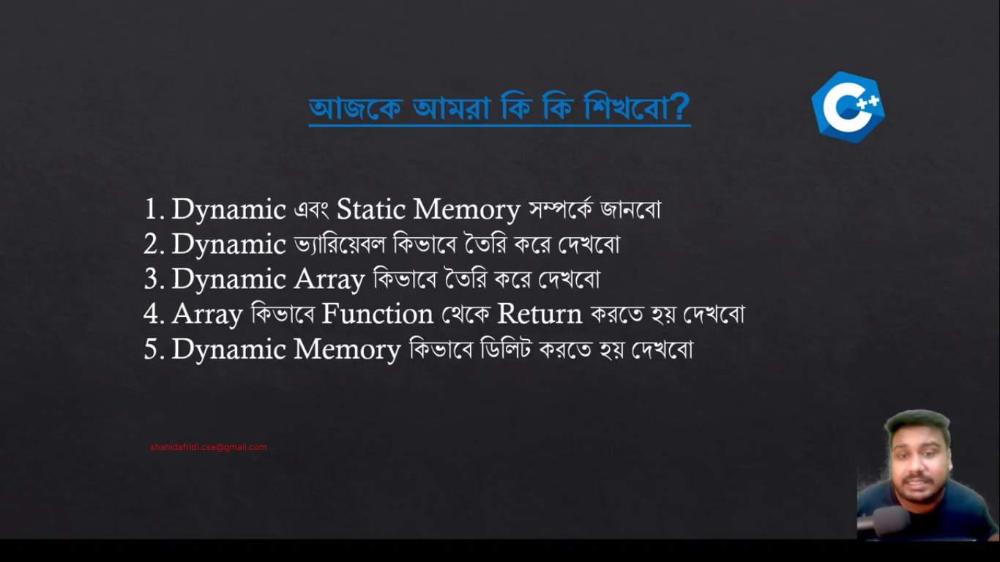 আজকে আমরা কি কি শিখবো?
C++
1. Dynamic এবং Static Memory সম্পর্কে জানবো
2. Dynamic ভ্যারিয়েবল কিভাবে তৈরি করে দেখবো
3. Dynamic Array কিভাবে তৈরি করে দেখবো
4. Array কিভাবে Function থেকে Return করতে হয় দেখবো
5. Dynamic Memory কিভাবে ডিলিট করতে হয় দেখবো
shahidafridi.cse@gmail.com